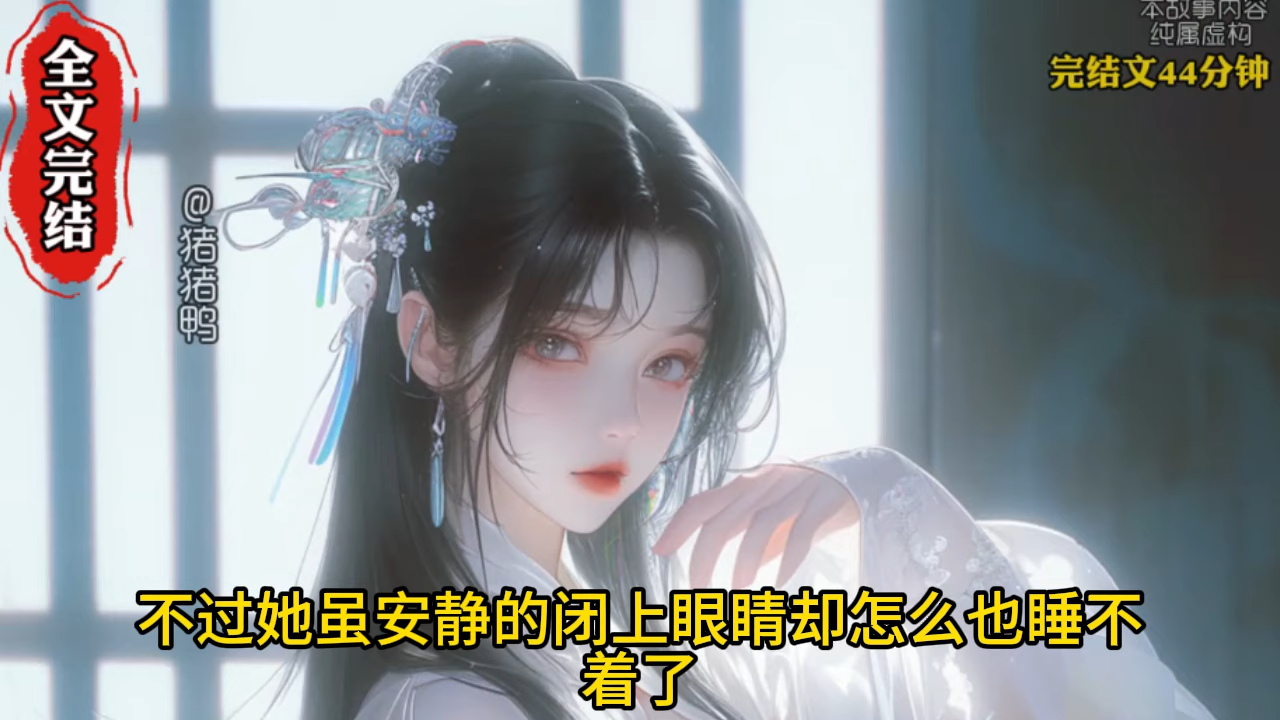 全文完结
@猪猪鸭
本故事内容
纯属虚构
完结文44分钟
不过她虽安静的闭上眼睛却怎么也睡不
着了